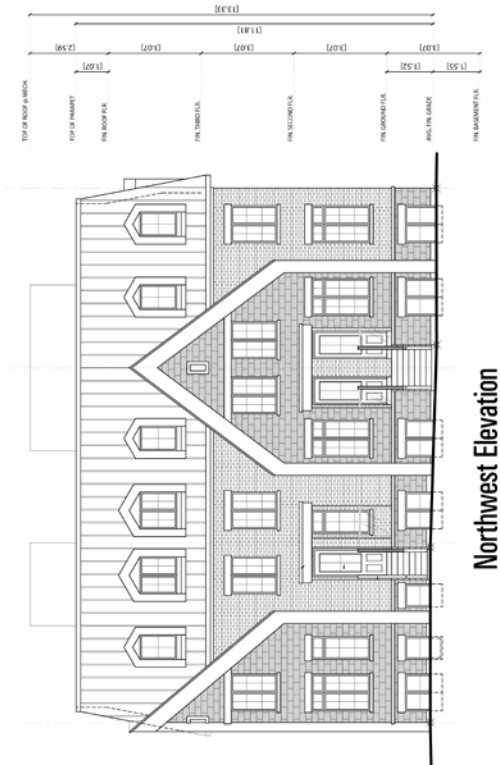 [13.33]
[11.81]
[2.59]
[3.07]
[3.07]
[3.07]
[3.07]
[1.07]
[1.52]
[1.55]
TOP OF ROOF @ MECH.
TOP OF PARAPET
FIN. ROOF FLR.
FIN. THIRD FLR.
FIN. SECOND FLR.
FIN. GROUND FLR.
AVG. FIN. GRADE
FIN. BASEMENT FLR.
Northwest Elevation